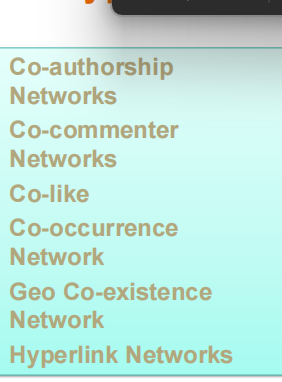 Co-authorship
Networks
Co-commenter
Networks
Co-like
Co-occurrence
Network
Geo Co-existence
Network
Hyperlink Networks